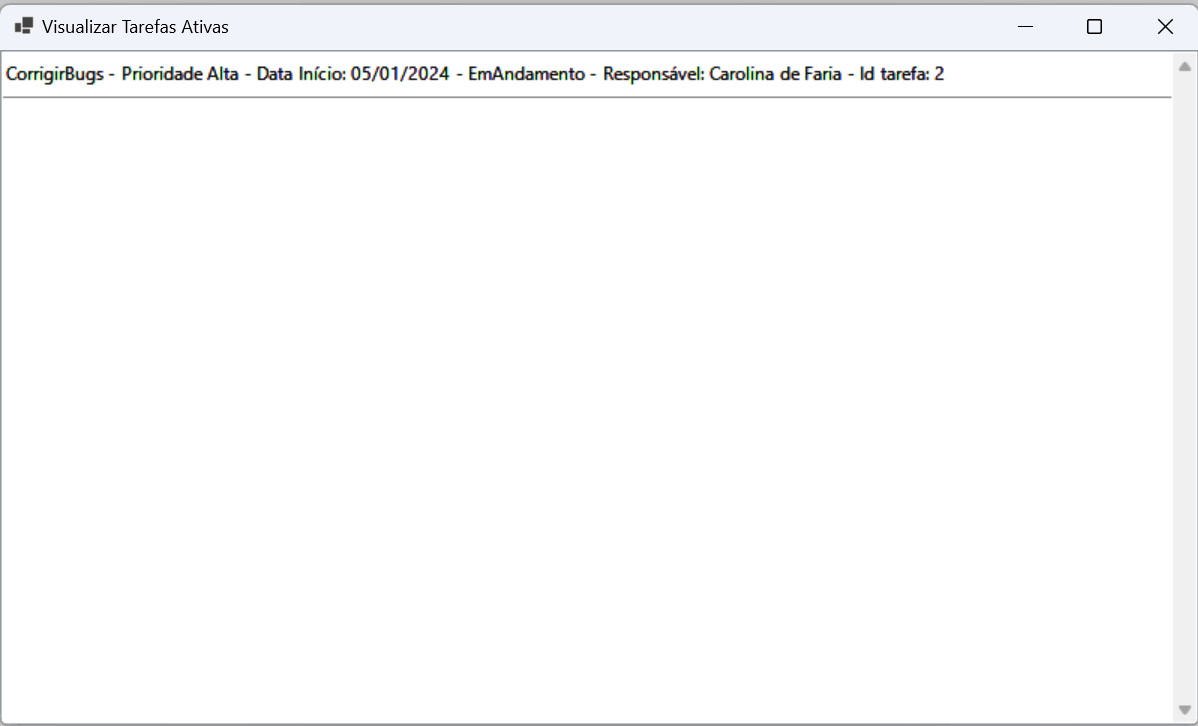 Visualizar Tarefas Ativas
CorrigirBugs - Prioridade Alta - Data Início: 05/01/2024 - EmAndamento - Responsável: Carolina de Faria - Id tarefa: 2